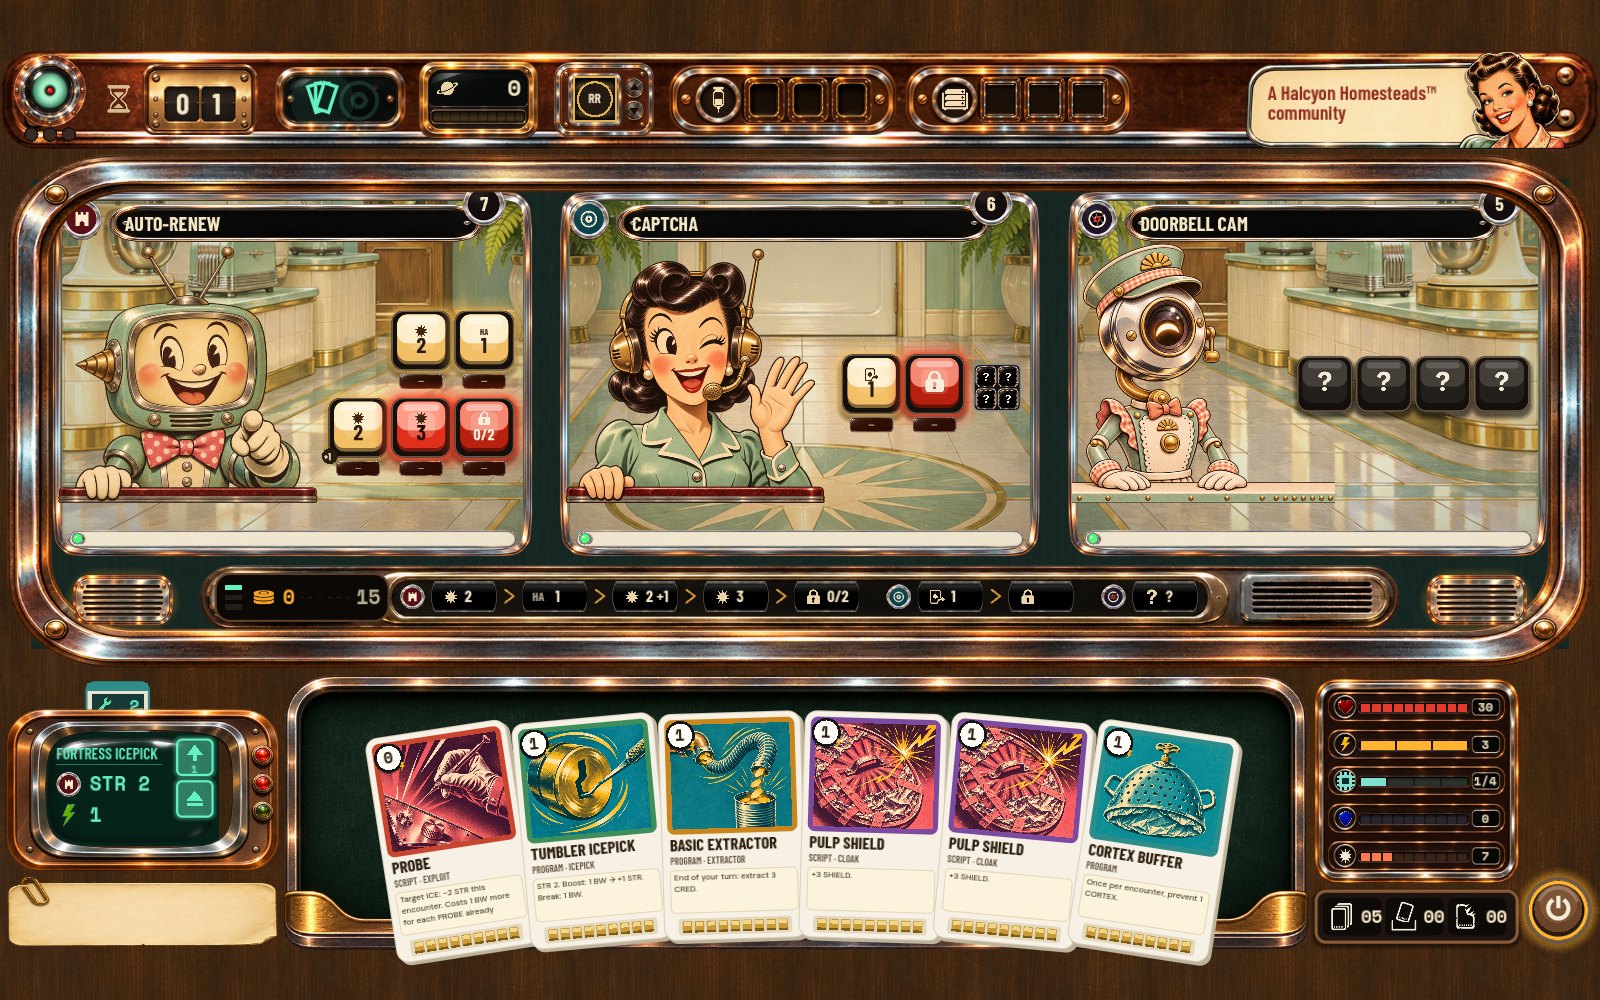 01
0
RR
A Halcyon Homesteads™
community
AUTO-RENEW
7
2
HA
1
2
+1
3
0/2
CAPTCHA
6
1
? ?
? ?
DOORBELL CAM
5
? ? ? ?
0 15
2
HA 1
2+1
3
0/2
1
? ?
2
FORTRESS ICEPICK
STR 2
1
1
0
PROBE
SCRIPT · EXPLOIT
Target ICE: −2 STR this
encounter. Costs 1 BW more
for each PROBE already
1
TUMBLER ICEPICK
PROGRAM · ICEPICK
STR 2. Boost: 1 BW → +1 STR.
Break: 1 BW.
1
BASIC EXTRACTOR
PROGRAM · EXTRACTOR
End of your turn: extract 3
CRED.
1
PULP SHIELD
SCRIPT · CLOAK
+3 SHIELD.
1
PULP SHIELD
SCRIPT · CLOAK
+3 SHIELD.
1
CORTEX BUFFER
PROGRAM
Once per encounter, prevent 1
CORTEX.
30
3
1/4
0
7
05 00 00